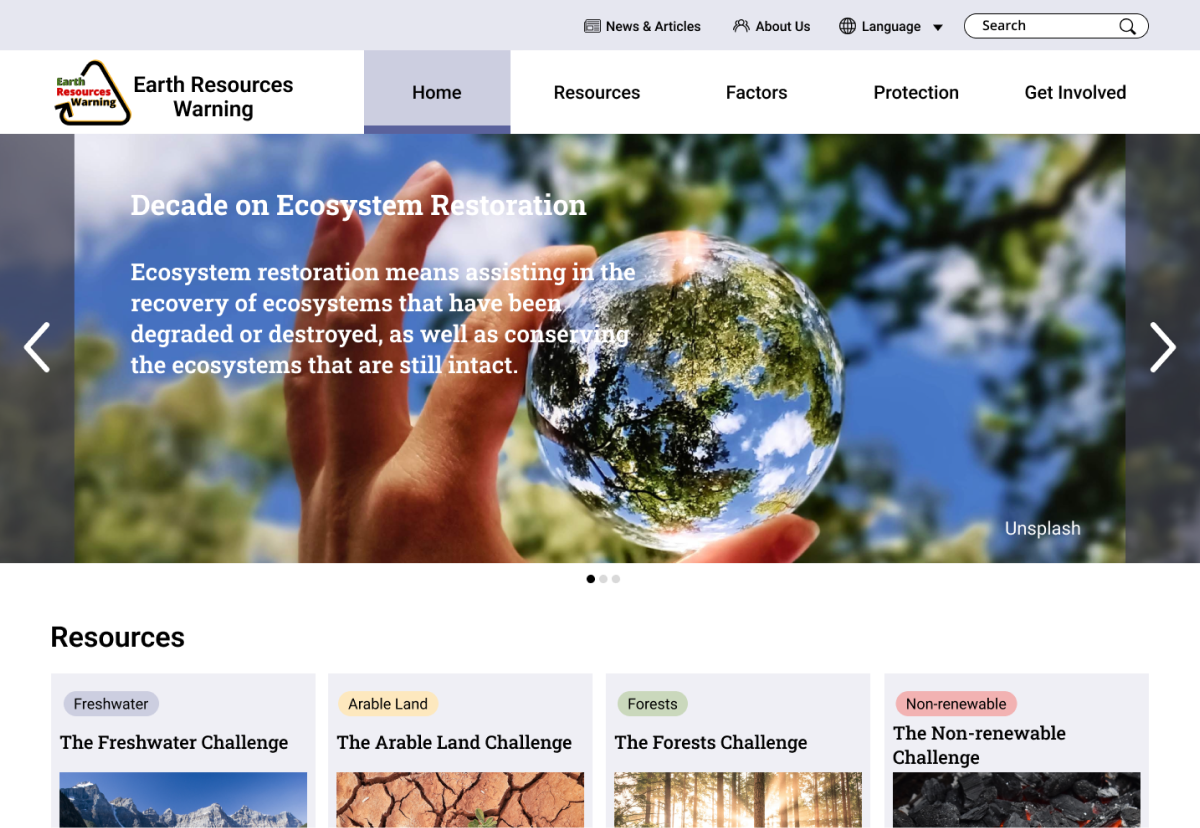 News & Articles
About Us
Language
Search
Earth
Resources
Warning
Earth Resources
Warning
Home
Resources
Factors
Protection
Get Involved
Decade on Ecosystem Restoration
Ecosystem restoration means assisting in the
recovery of ecosystems that have been
degraded or destroyed, as well as conserving
the ecosystems that are still intact.
Unsplash
Resources
Freshwater
The Freshwater Challenge
Arable Land
The Arable Land Challenge
Forests
The Forests Challenge
Non-renewable
The Non-renewable
Challenge